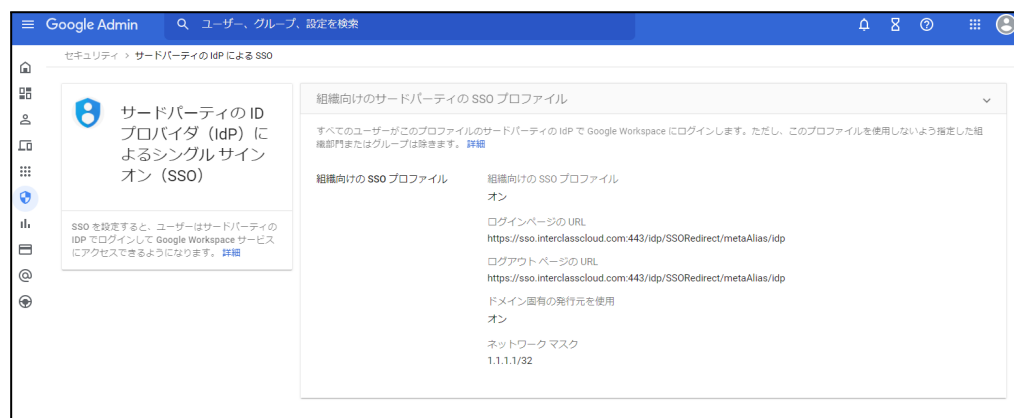 Google Admin
ユーザー、グループ、設定を検索
セキュリティ > サードパーティの IdP による SSO
サードパーティの ID
プロバイダ（IdP）に
よるシングル サイン
オン（SSO）
SSO を設定すると、ユーザーはサードパーティの
IDP でログインして Google Workspace サービス
にアクセスできるようになります。 詳細
組織向けのサードパーティの SSO プロファイル
すべてのユーザーがこのプロファイルのサードパーティの IdP で Google Workspace にログインします。ただし、このプロファイルを使用しないよう指定した組
織部門またはグループは除きます。 詳細
組織向けの SSO プロファイル
組織向けの SSO プロファイル
オン
ログインページの URL
https://sso.interclasscloud.com:443/idp/SSORedirect/metaAlias/idp
ログアウト ページの URL
https://sso.interclasscloud.com:443/idp/SSORedirect/metaAlias/idp
ドメイン固有の発行元を使用
オン
ネットワーク マスク
1.1.1.1/32